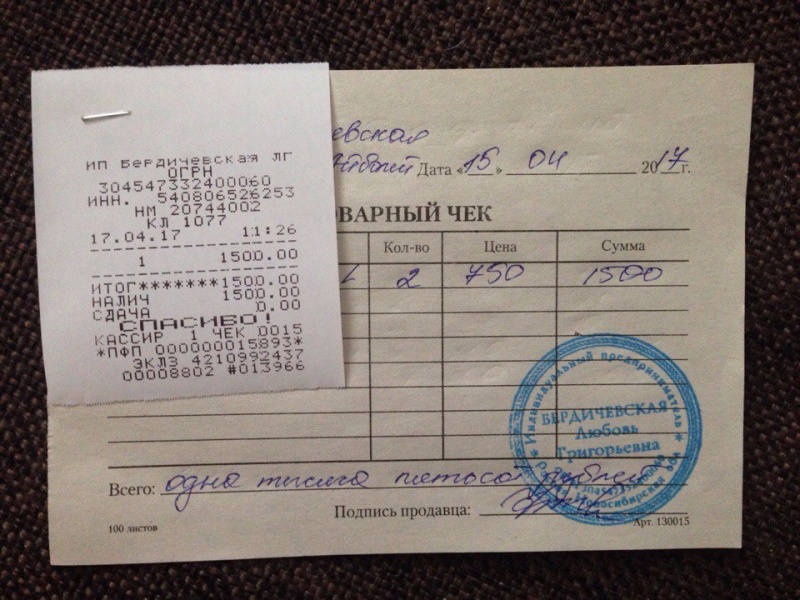 ИП Бердичевская ЛГ
ОГРН
304547332400060
ИНН. 540806526253
НМ 20744002
КЛ 1077
17.04.17 11:26
1 1500.00
ИТОГ*******1500.00
НАЛИЧ 1500.00
СДАЧА 0.00
СПАСИБО!
КАССИР 1 ЧЕК 0015
*ПФП 000000015893*
ЭКЛЗ 4210992437
00008802 #013966
евская
Дата «15» 04 2017г.
ОВАРНЫЙ ЧЕК
Кол-во Цена Сумма
2 750 1500
Индивидуальный предприниматель
БЕРДИЧЕВСКАЯ
Любовь
Григорьевна
Новосибирская обл
Всего: одна тысяча пятьсот рублей
Подпись продавца:
100 листов Арт. 130015